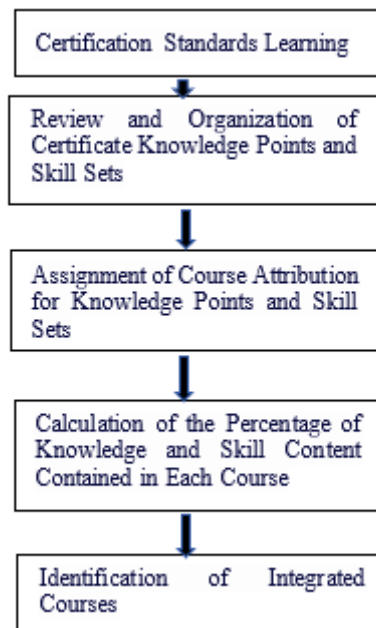 Certification Standards Learning
Review and Organization of
Certificate Knowledge Points and
Skill Sets
Assignment of Course Attribution
for Knowledge Points and Skill
Sets
Calculation of the Percentage of
Knowledge and Skill Content
Contained in Each Course
Identification of Integrated
Courses